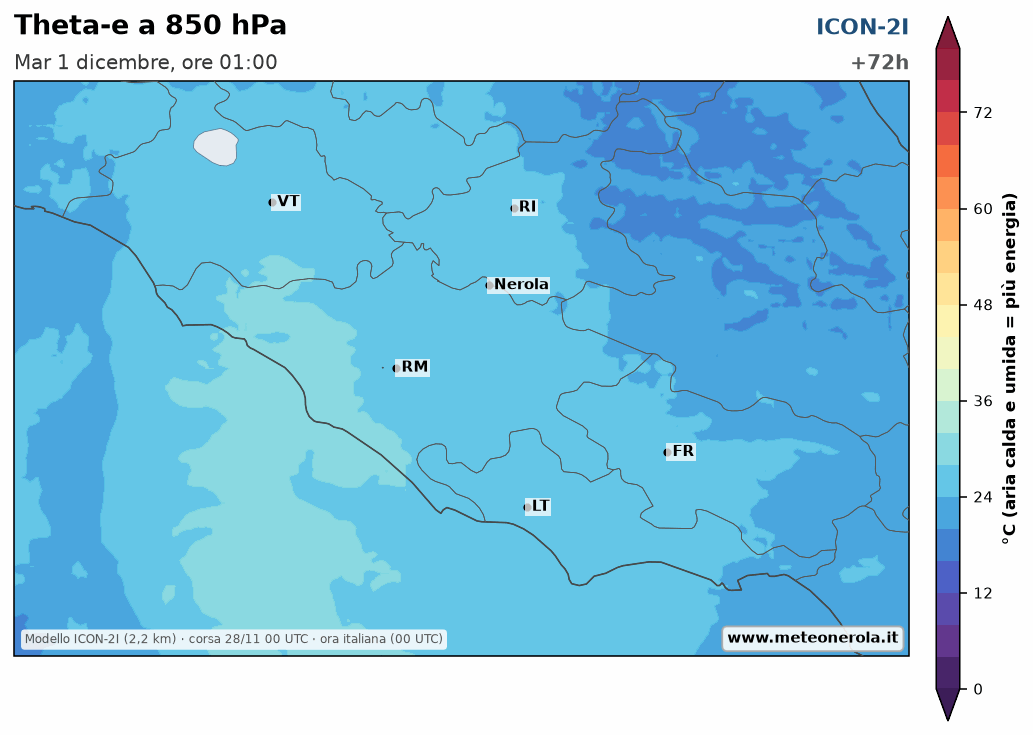 Theta-e a 850 hPa
ICON-2I
Mar 1 dicembre, ore 01:00
+72h
72
VT
RI
60
Nerola
48
RM
36
°C (aria calda e umida = più energia)
FR
24
LT
12
Modello ICON-2I (2,2 km) · corsa 28/11 00 UTC · ora italiana (00 UTC)
www.meteonerola.it
0